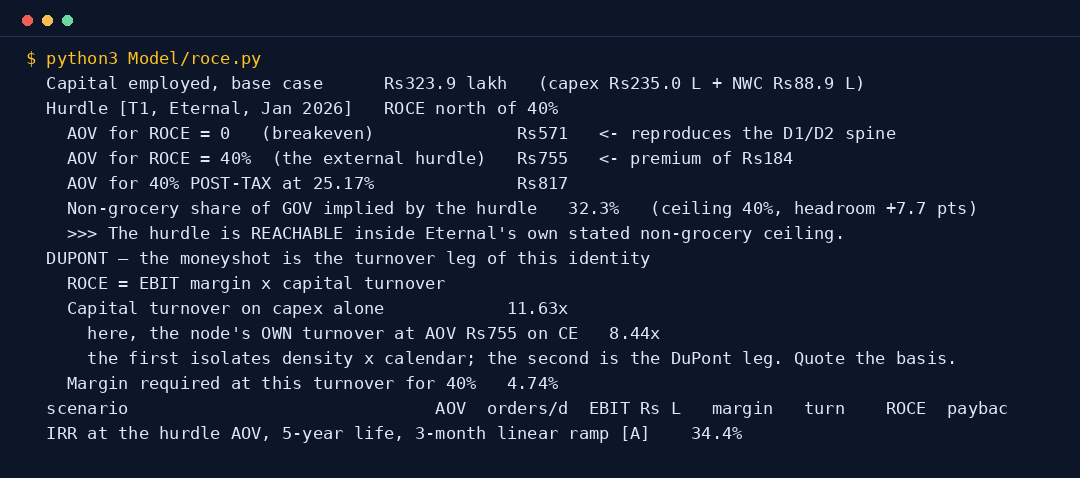 $ python3 Model/roce.py
Capital employed, base case      Rs323.9 lakh   (capex Rs235.0 L + NWC Rs88.9 L)
Hurdle [T1, Eternal, Jan 2026]   ROCE north of 40%
AOV for ROCE = 0   (breakeven)              Rs571   <- reproduces the D1/D2 spine
AOV for ROCE = 40%  (the external hurdle)   Rs755   <- premium of Rs184
AOV for 40% POST-TAX at 25.17%              Rs817
Non-grocery share of GOV implied by the hurdle   32.3%   (ceiling 40%, headroom +7.7 pts)
>>> The hurdle is REACHABLE inside Eternal's own stated non-grocery ceiling.
DUPONT — the moneyshot is the turnover leg of this identity
ROCE = EBIT margin x capital turnover
Capital turnover on capex alone             11.63x
here, the node's OWN turnover at AOV Rs755 on CE   8.44x
the first isolates density x calendar; the second is the DuPont leg. Quote the basis.
Margin required at this turnover for 40%   4.74%
scenario                              AOV  orders/d  EBIT Rs L   margin   turn    ROCE  paybac
IRR at the hurdle AOV, 5-year life, 3-month linear ramp [A]    34.4%